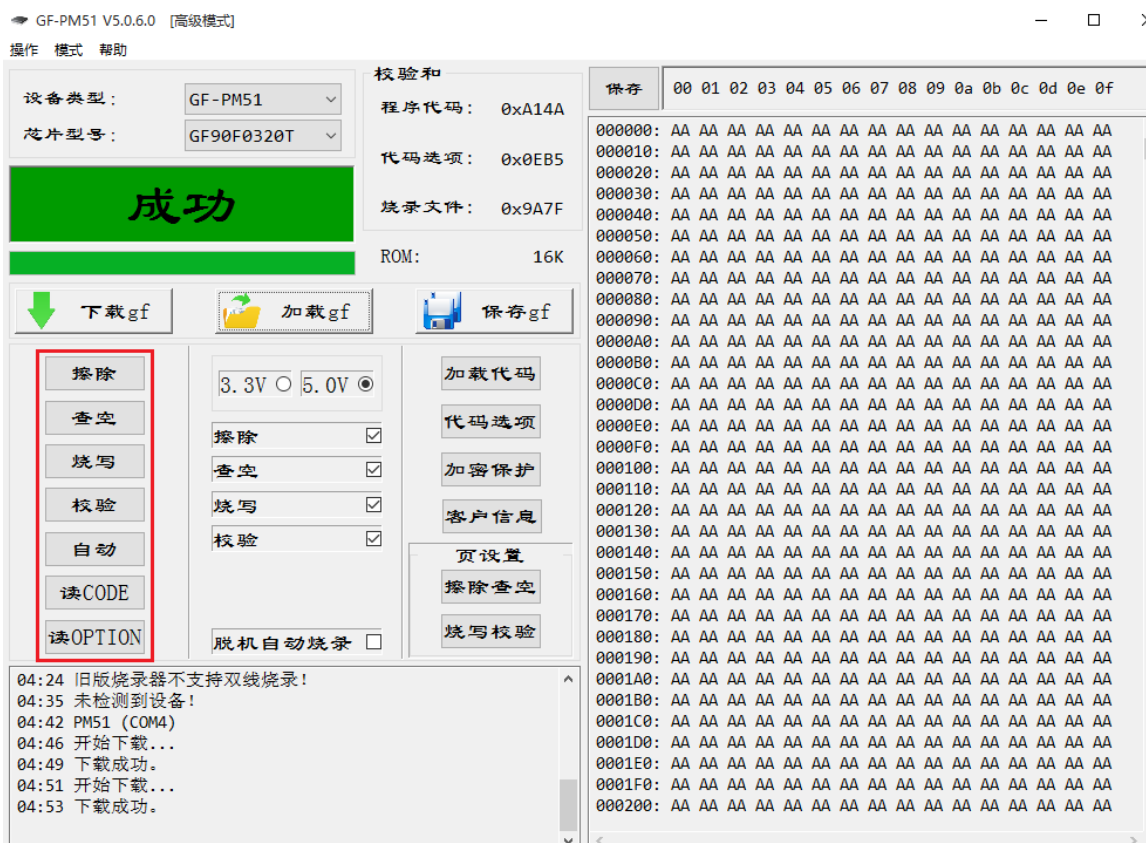 GF-PM51 V5.0.6.0 [高级模式]
操作 模式 帮助
设备类型: GF-PM51
芯片型号: GF90F0320T
成功
校验和
程序代码: 0xA14A
代码选项: 0x0EB5
烧录文件: 0x9A7F
ROM: 16K
下载gf 加载gf 保存gf
擦除
查空
烧写
校验
自动
读CODE
读OPTION
3.3V 5.0V
擦除
查空
烧写
校验
脱机自动烧录
加载代码
代码选项
加密保护
客户信息
页设置
擦除查空
烧写校验
04:24 旧版烧录器不支持双线烧录!
04:35 未检测到设备!
04:42 PM51 (COM4)
04:46 开始下载...
04:49 下载成功。
04:51 开始下载...
04:53 下载成功。
保存 00 01 02 03 04 05 06 07 08 09 0a 0b 0c 0d 0e 0f
000000: AA AA AA AA AA AA AA AA AA AA AA AA AA AA AA AA
000010: AA AA AA AA AA AA AA AA AA AA AA AA AA AA AA AA
000020: AA AA AA AA AA AA AA AA AA AA AA AA AA AA AA AA
000030: AA AA AA AA AA AA AA AA AA AA AA AA AA AA AA AA
000040: AA AA AA AA AA AA AA AA AA AA AA AA AA AA AA AA
000050: AA AA AA AA AA AA AA AA AA AA AA AA AA AA AA AA
000060: AA AA AA AA AA AA AA AA AA AA AA AA AA AA AA AA
000070: AA AA AA AA AA AA AA AA AA AA AA AA AA AA AA AA
000080: AA AA AA AA AA AA AA AA AA AA AA AA AA AA AA AA
000090: AA AA AA AA AA AA AA AA AA AA AA AA AA AA AA AA
0000A0: AA AA AA AA AA AA AA AA AA AA AA AA AA AA AA AA
0000B0: AA AA AA AA AA AA AA AA AA AA AA AA AA AA AA AA
0000C0: AA AA AA AA AA AA AA AA AA AA AA AA AA AA AA AA
0000D0: AA AA AA AA AA AA AA AA AA AA AA AA AA AA AA AA
0000E0: AA AA AA AA AA AA AA AA AA AA AA AA AA AA AA AA
0000F0: AA AA AA AA AA AA AA AA AA AA AA AA AA AA AA AA
000100: AA AA AA AA AA AA AA AA AA AA AA AA AA AA AA AA
000110: AA AA AA AA AA AA AA AA AA AA AA AA AA AA AA AA
000120: AA AA AA AA AA AA AA AA AA AA AA AA AA AA AA AA
000130: AA AA AA AA AA AA AA AA AA AA AA AA AA AA AA AA
000140: AA AA AA AA AA AA AA AA AA AA AA AA AA AA AA AA
000150: AA AA AA AA AA AA AA AA AA AA AA AA AA AA AA AA
000160: AA AA AA AA AA AA AA AA AA AA AA AA AA AA AA AA
000170: AA AA AA AA AA AA AA AA AA AA AA AA AA AA AA AA
000180: AA AA AA AA AA AA AA AA AA AA AA AA AA AA AA AA
000190: AA AA AA AA AA AA AA AA AA AA AA AA AA AA AA AA
0001A0: AA AA AA AA AA AA AA AA AA AA AA AA AA AA AA AA
0001B0: AA AA AA AA AA AA AA AA AA AA AA AA AA AA AA AA
0001C0: AA AA AA AA AA AA AA AA AA AA AA AA AA AA AA AA
0001D0: AA AA AA AA AA AA AA AA AA AA AA AA AA AA AA AA
0001E0: AA AA AA AA AA AA AA AA AA AA AA AA AA AA AA AA
0001F0: AA AA AA AA AA AA AA AA AA AA AA AA AA AA AA AA
000200: AA AA AA AA AA AA AA AA AA AA AA AA AA AA AA AA